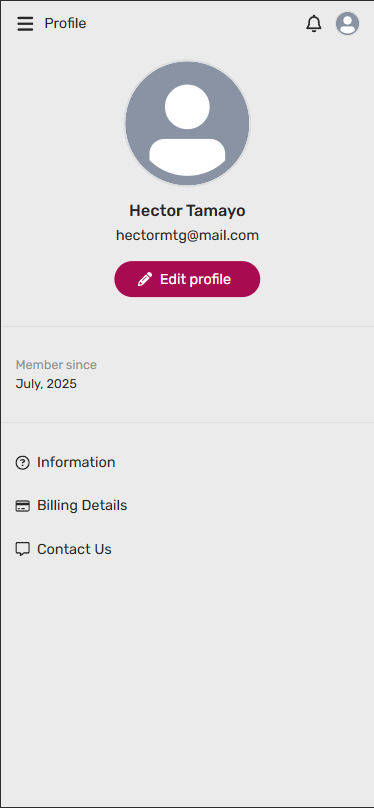 Profile
Hector Tamayo
hectormtg@mail.com
Edit profile
Member since
July, 2025
Information
Billing Details
Contact Us